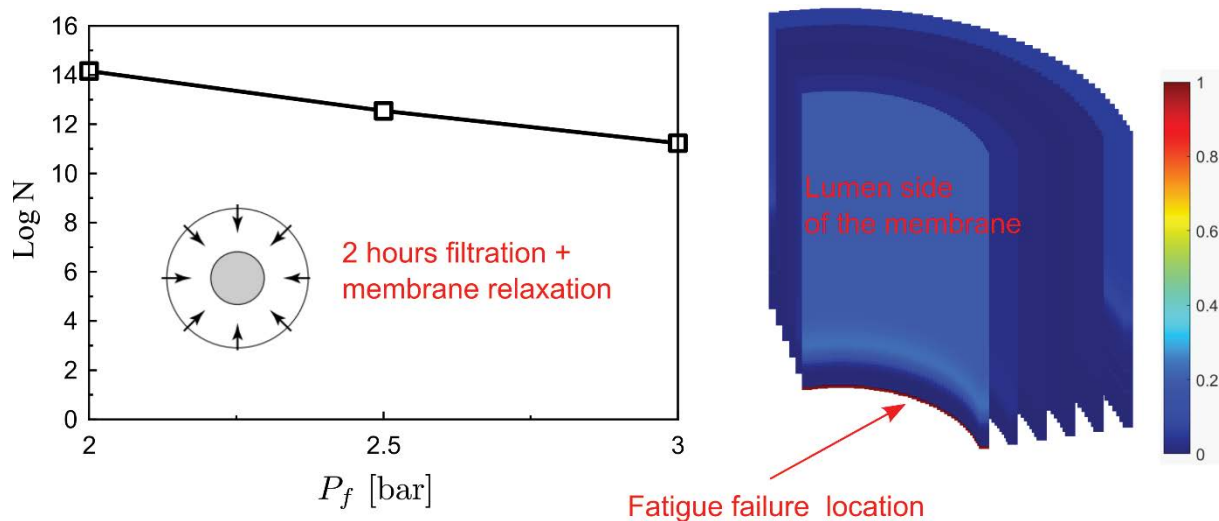 16
14
12
10
8
6
4
2
0
Log N
2
2.5
3
P_f [bar]
2 hours filtration +
membrane relaxation
Lumen side
of the membrane
Fatigue failure location
1
0.8
0.6
0.4
0.2
0